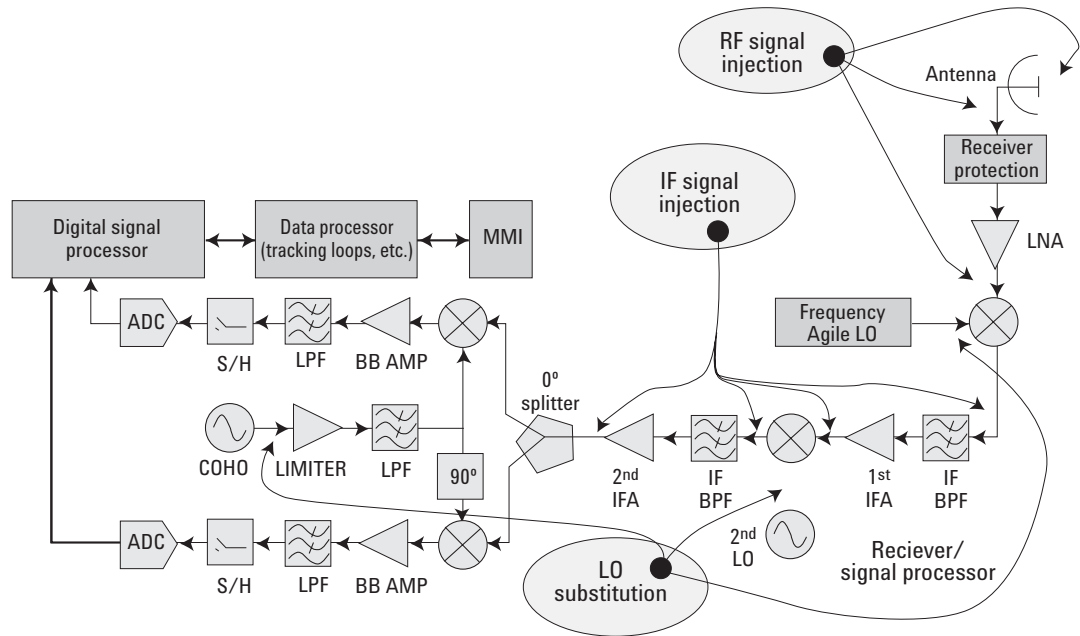 RF signal
injection
Antenna
Receiver
protection
IF signal
injection
LNA
Digital signal
processor
Data processor
(tracking loops, etc.)
MMI
Frequency
Agile LO
ADC
S/H
LPF
BB AMP
0º
splitter
COHO
LIMITER
LPF
90º
2nd
IFA
IF
BPF
1st
IFA
IF
BPF
ADC
S/H
LPF
BB AMP
2nd
LO
LO
substitution
Reciever/
signal processor